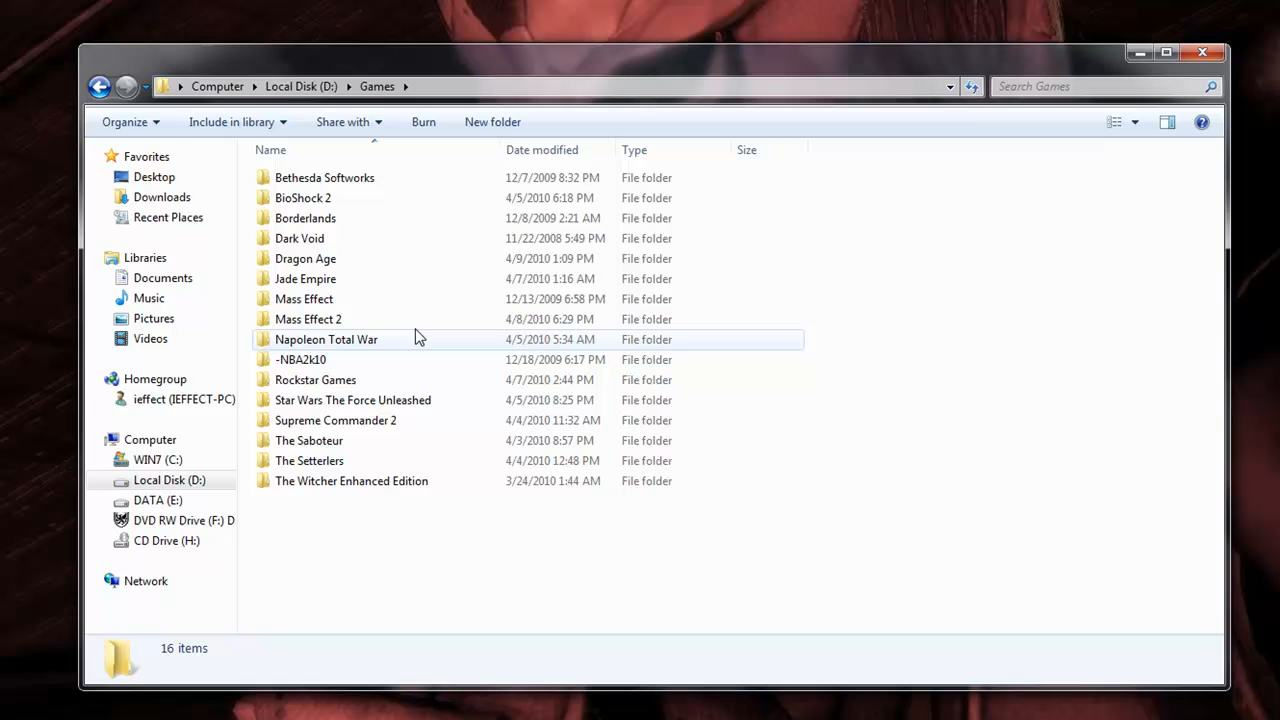 Computer Local Disk (D:) Games Search Games
Organize Include in library Share with Burn New folder
Name Date modified Type Size
Favorites
Desktop
Downloads
Recent Places
Libraries
Documents
Music
Pictures
Videos
Homegroup
ieffect (IEFFECT-PC)
Computer
WIN7 (C:)
Local Disk (D:)
DATA (E:)
DVD RW Drive (F:) D
CD Drive (H:)
Network
Bethesda Softworks 12/7/2009 8:32 PM File folder
BioShock 2 4/5/2010 6:18 PM File folder
Borderlands 12/8/2009 2:21 AM File folder
Dark Void 11/22/2008 5:49 PM File folder
Dragon Age 4/9/2010 1:09 PM File folder
Jade Empire 4/7/2010 1:16 AM File folder
Mass Effect 12/13/2009 6:58 PM File folder
Mass Effect 2 4/8/2010 6:29 PM File folder
Napoleon Total War 4/5/2010 5:34 AM File folder
-NBA2k10 12/18/2009 6:17 PM File folder
Rockstar Games 4/7/2010 2:44 PM File folder
Star Wars The Force Unleashed 4/5/2010 8:25 PM File folder
Supreme Commander 2 4/4/2010 11:32 AM File folder
The Saboteur 4/3/2010 8:57 PM File folder
The Setterlers 4/4/2010 12:48 PM File folder
The Witcher Enhanced Edition 3/24/2010 1:44 AM File folder
16 items